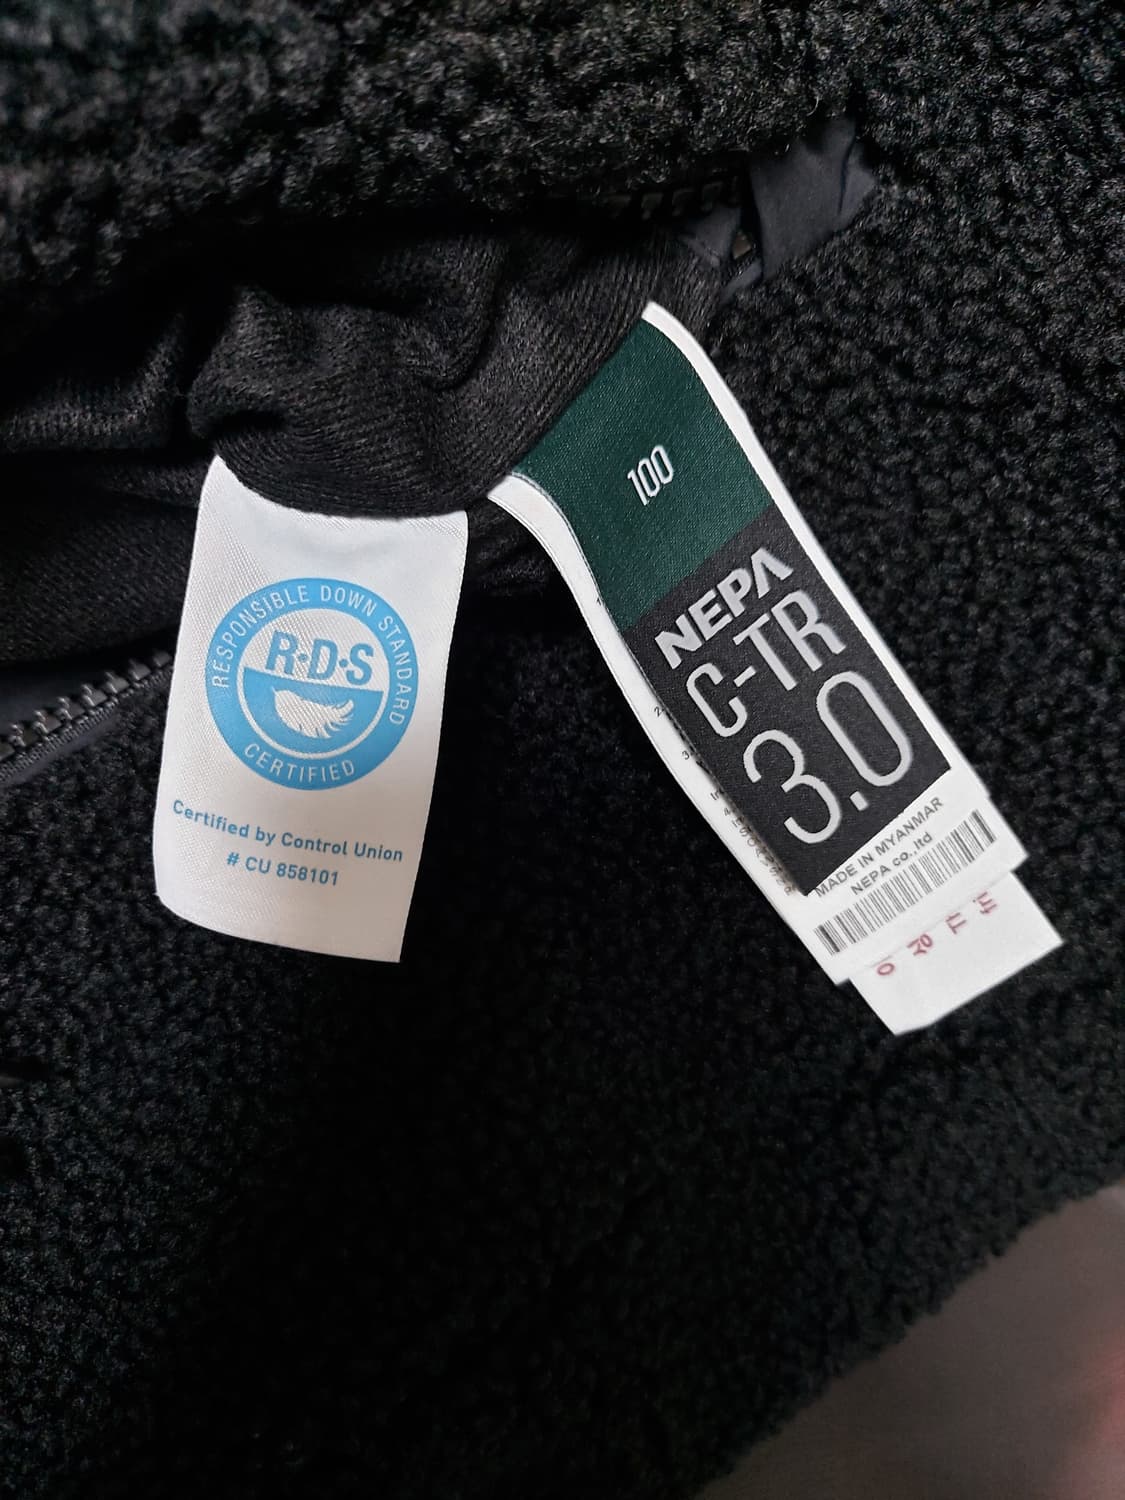 RESPONSIBLE DOWN STANDARD
R·D·S
CERTIFIED
Certified by Control Union
# CU 858101
100
NEPA
C-TR
3.0
MADE IN MYANMAR
NEPA co.,ltd